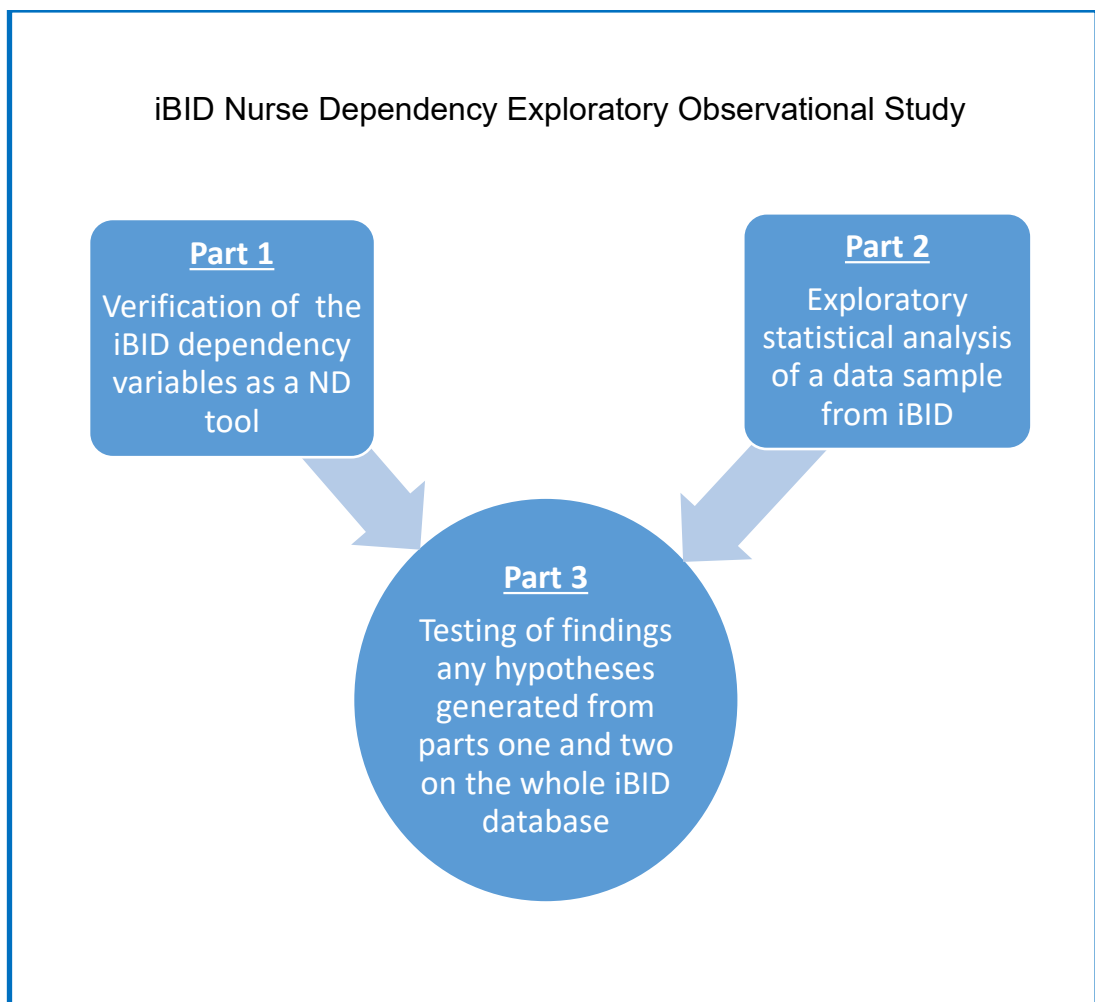 iBID Nurse Dependency Exploratory Observational Study
Part 1
Verification of the
iBID dependency
variables as a ND
tool
Part 2
Exploratory
statistical analysis
of a data sample
from iBID
Part 3
Testing of findings
any hypotheses
generated from
parts one and two
on the whole iBID
database